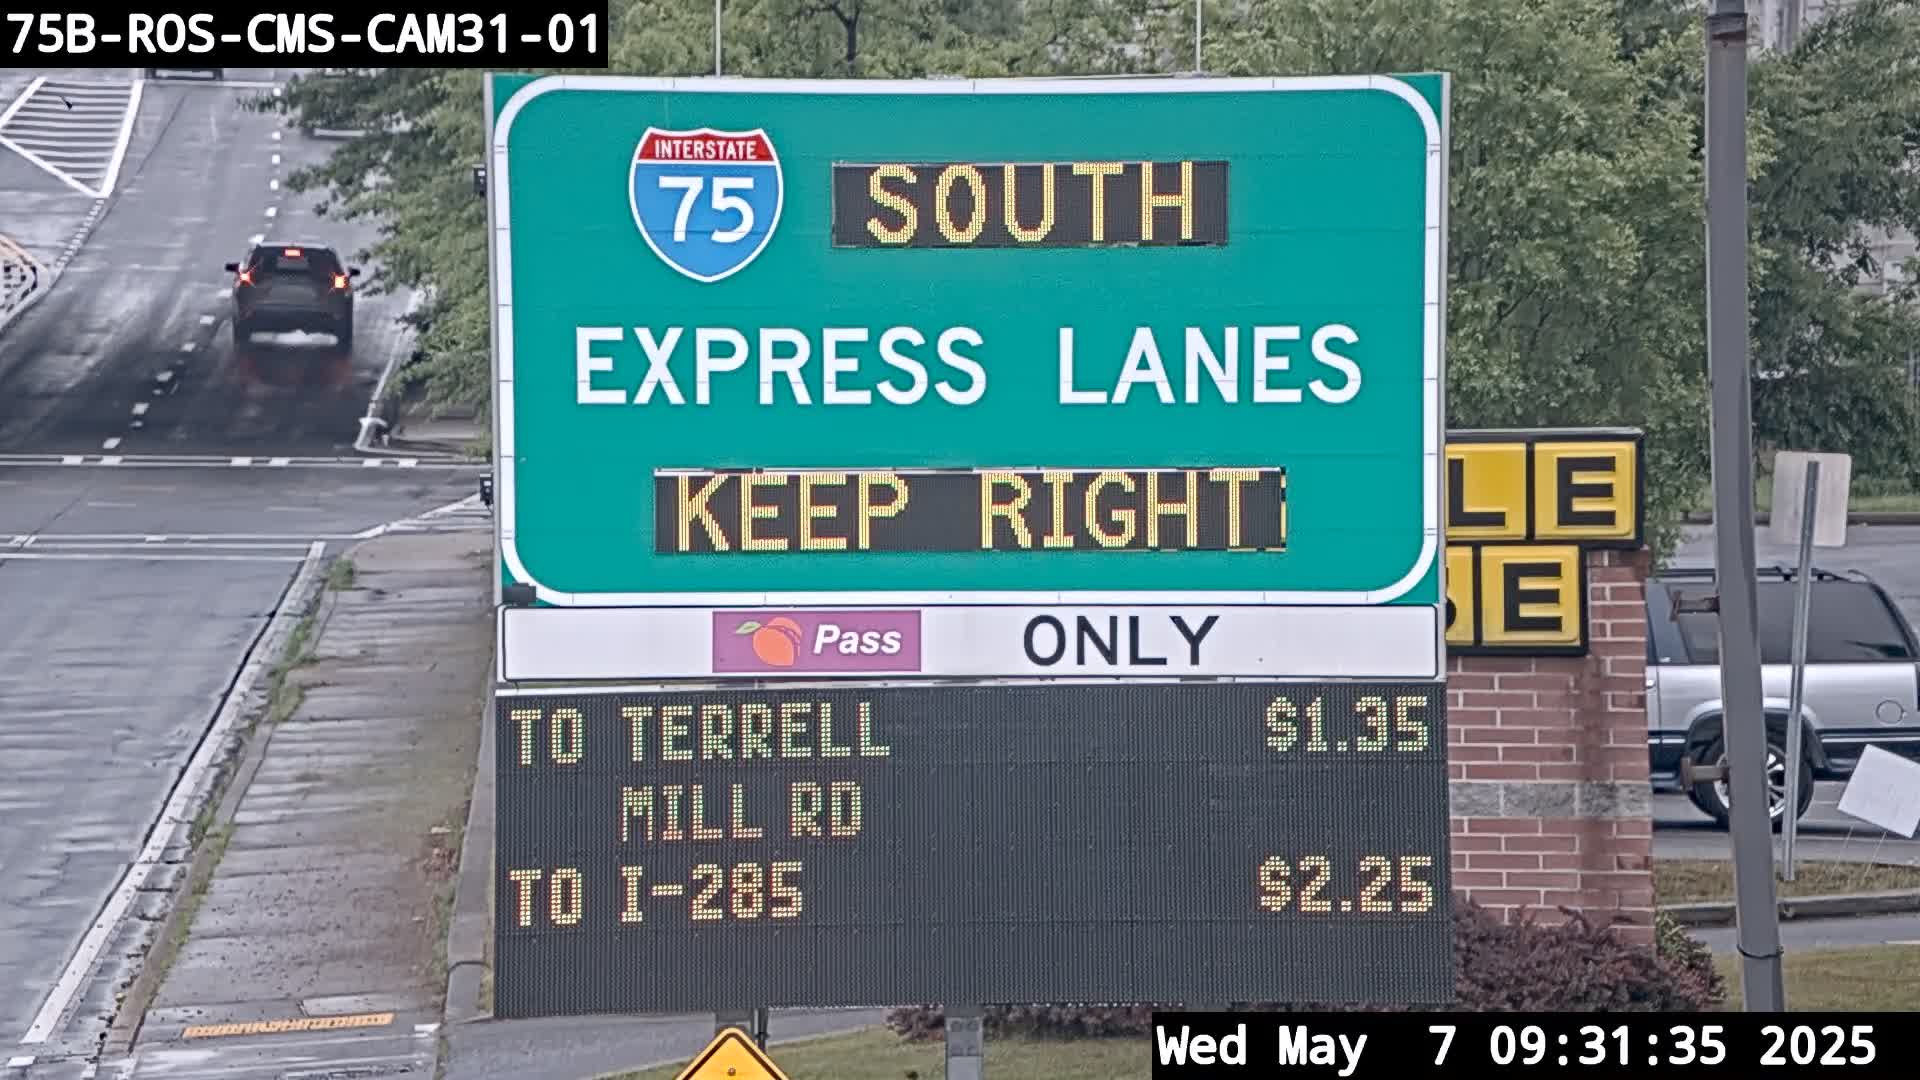 75B-ROS-CMS-CAM31-01
INTERSTATE
75
SOUTH
EXPRESS LANES
KEEP RIGHT
Pass ONLY
TO TERRELL $1.35
MILL RD
TO I-285 $2.25
LE
E
Wed May 7 09:31:35 2025